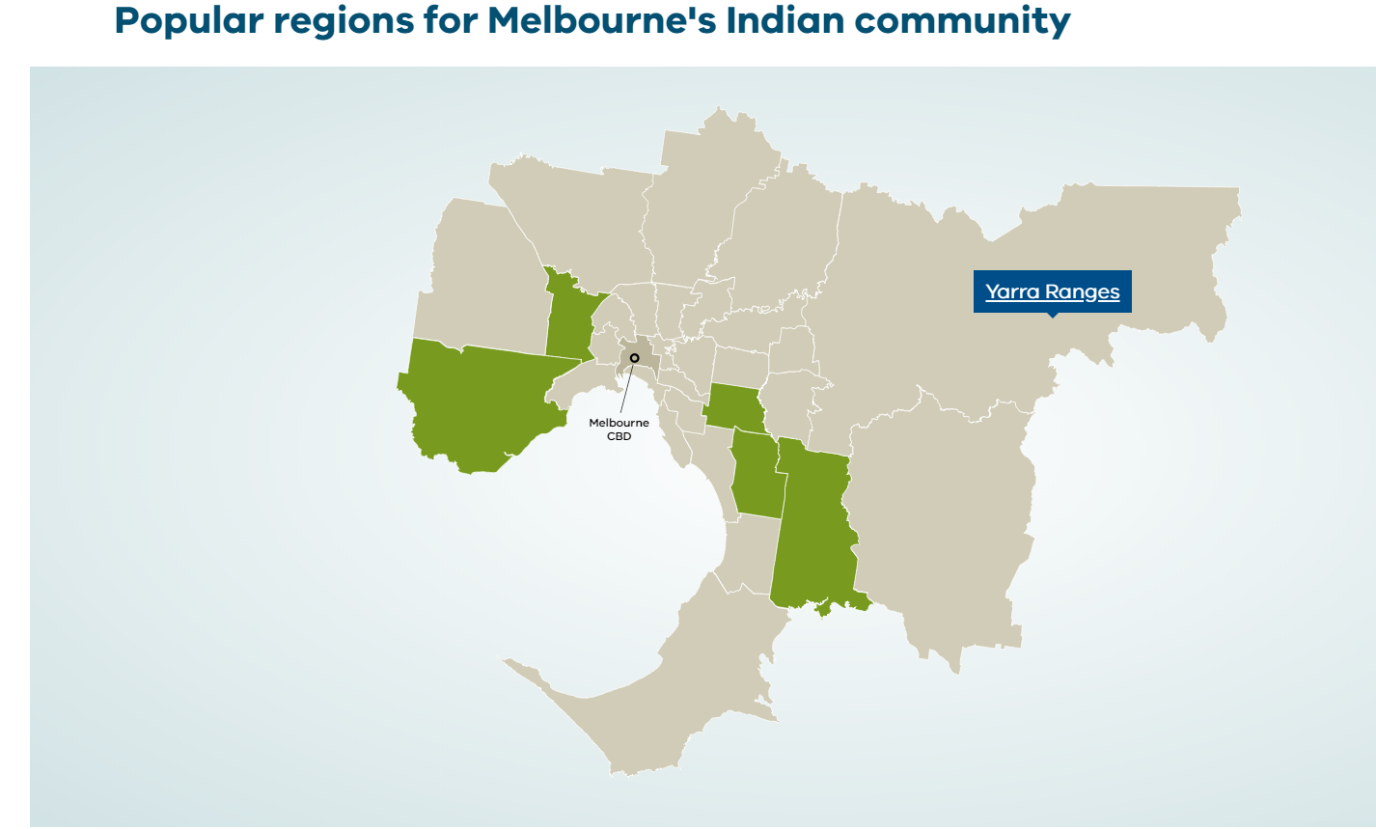 Popular regions for Melbourne's Indian community
Yarra Ranges
Melbourne
CBD